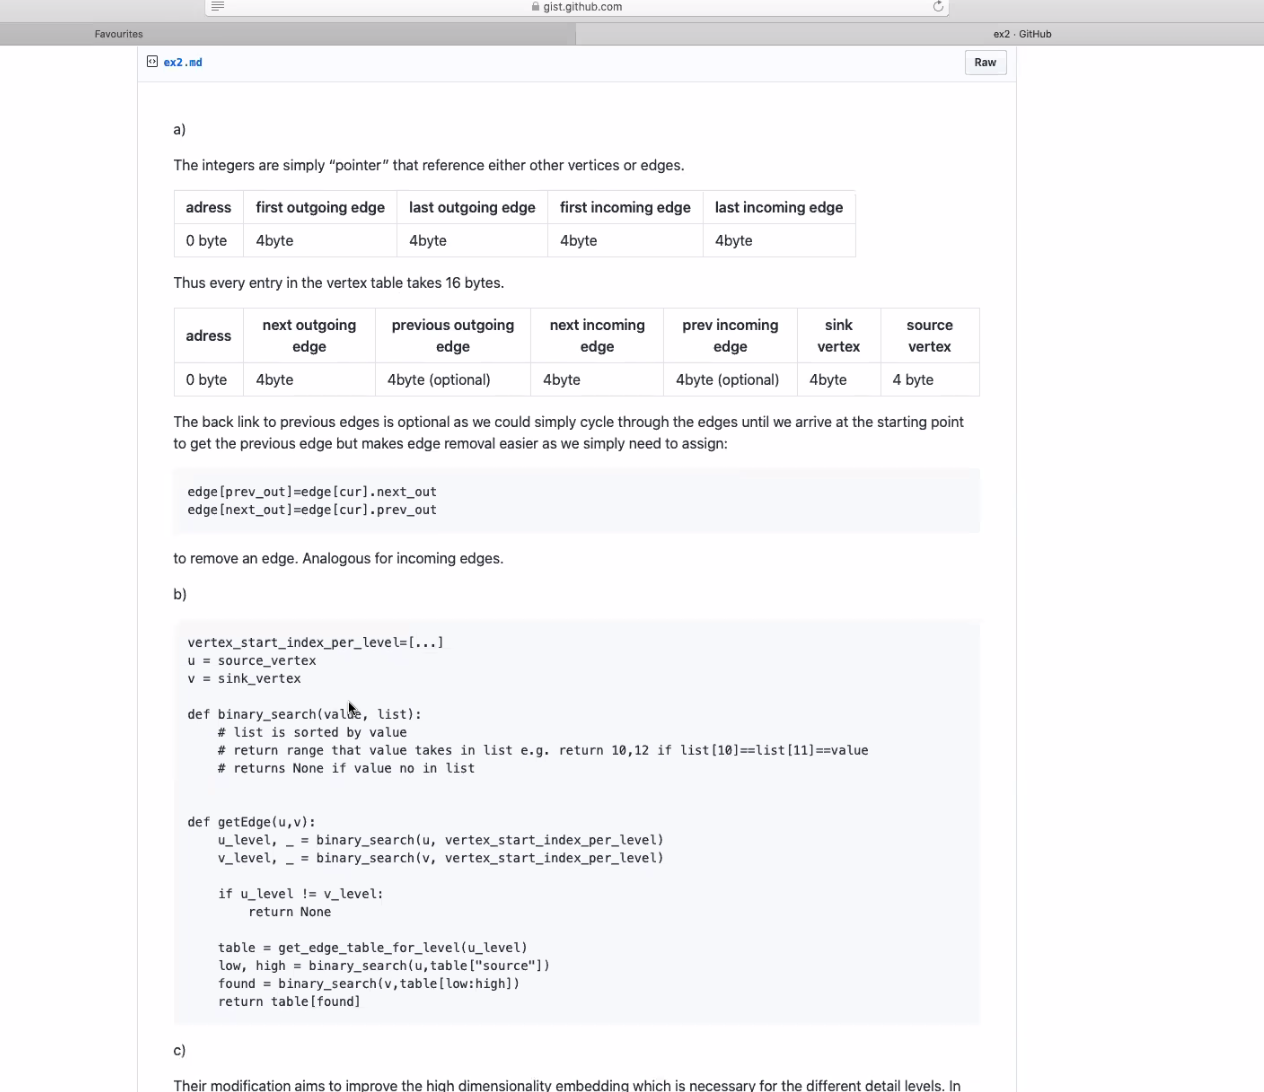 gist.github.com
Favourites
ex2 · GitHub
ex2.md
Raw
a)
The integers are simply “pointer” that reference either other vertices or edges.
adress first outgoing edge last outgoing edge first incoming edge last incoming edge
0 byte 4byte 4byte 4byte 4byte
Thus every entry in the vertex table takes 16 bytes.
adress next outgoing edge previous outgoing edge next incoming edge prev incoming edge sink vertex source vertex
0 byte 4byte 4byte (optional) 4byte 4byte (optional) 4byte 4 byte
The back link to previous edges is optional as we could simply cycle through the edges until we arrive at the starting point
to get the previous edge but makes edge removal easier as we simply need to assign:
edge[prev_out]=edge[cur].next_out
edge[next_out]=edge[cur].prev_out
to remove an edge. Analogous for incoming edges.
b)
vertex_start_index_per_level=[...]
u = source_vertex
v = sink_vertex
def binary_search(value, list):
    # list is sorted by value
    # return range that value takes in list e.g. return 10,12 if list[10]==list[11]==value
    # returns None if value no in list
def getEdge(u,v):
    u_level, _ = binary_search(u, vertex_start_index_per_level)
    v_level, _ = binary_search(v, vertex_start_index_per_level)
    if u_level != v_level:
        return None
    table = get_edge_table_for_level(u_level)
    low, high = binary_search(u,table["source"])
    found = binary_search(v,table[low:high])
    return table[found]
c)
Their modification aims to improve the high dimensionality embedding which is necessary for the different detail levels. In